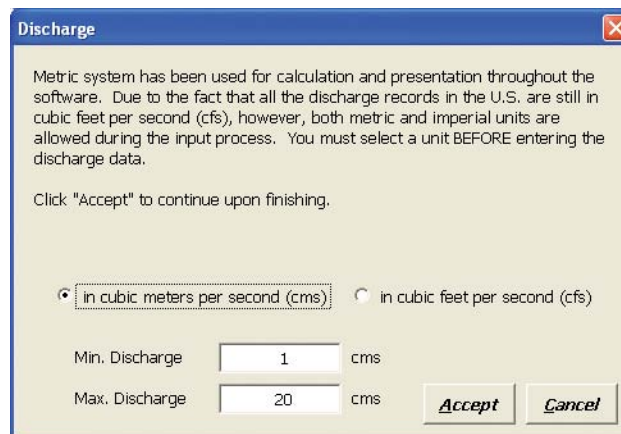 Discharge
Metric system has been used for calculation and presentation throughout the
software. Due to the fact that all the discharge records in the U.S. are still in
cubic feet per second (cfs), however, both metric and imperial units are
allowed during the input process. You must select a unit BEFORE entering the
discharge data.
Click "Accept" to continue upon finishing.
in cubic meters per second (cms) in cubic feet per second (cfs)
Min. Discharge 1 cms
Max. Discharge 20 cms Accept Cancel